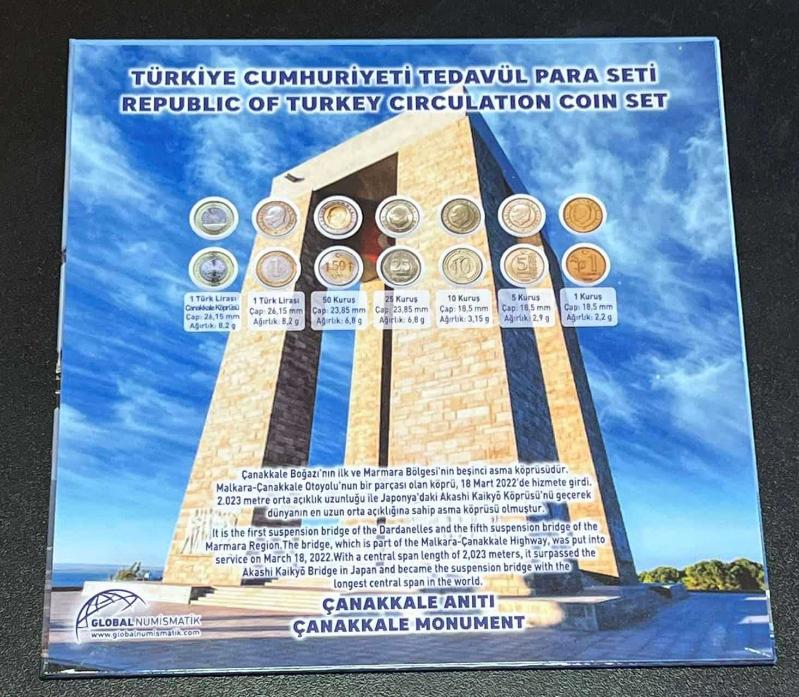 TÜRKİYE CUMHURİYETİ TEDAVÜL PARA SETİ
REPUBLIC OF TURKEY CIRCULATION COIN SET
50
25
10
5
1
1 Türk Lirası
Çanakkale Köprüsü
Çap: 26,15 mm
Ağırlık: 8,2 g
1 Türk Lirası
Çap: 26,15 mm
Ağırlık: 8,2 g
50 Kuruş
Çap: 23,85 mm
Ağırlık: 6,8 g
25 Kuruş
Çap: 23,85 mm
Ağırlık: 6,8 g
10 Kuruş
Çap: 18,5 mm
Ağırlık: 3,15 g
5 Kuruş
Çap: 18,5 mm
Ağırlık: 2,9 g
1 Kuruş
Çap: 18,5 mm
Ağırlık: 2,2 g
Çanakkale Boğazı'nın ilk ve Marmara Bölgesi'nin beşinci asma köprüsüdür.
Malkara-Çanakkale Otoyolu'nun bir parçası olan köprü, 18 Mart 2022'de hizmete girdi.
2.023 metre orta açıklık uzunluğu ile Japonya'daki Akashi Kaikyō Köprüsü'nü geçerek
dünyanın en uzun orta açıklığına sahip asma köprüsü olmuştur.
It is the first suspension bridge of the Dardanelles and the fifth suspension bridge of the
Marmara Region.The bridge, which is part of the Malkara-Çanakkale Highway, was put into
service on March 18, 2022.With a central span length of 2,023 meters, it surpassed the
Akashi Kaikyō Bridge in Japan and became the suspension bridge with the
longest central span in the world.
ÇANAKKALE ANITI
ÇANAKKALE MONUMENT
GLOBAL NUMİSMATİK
www.globalnumismatik.com